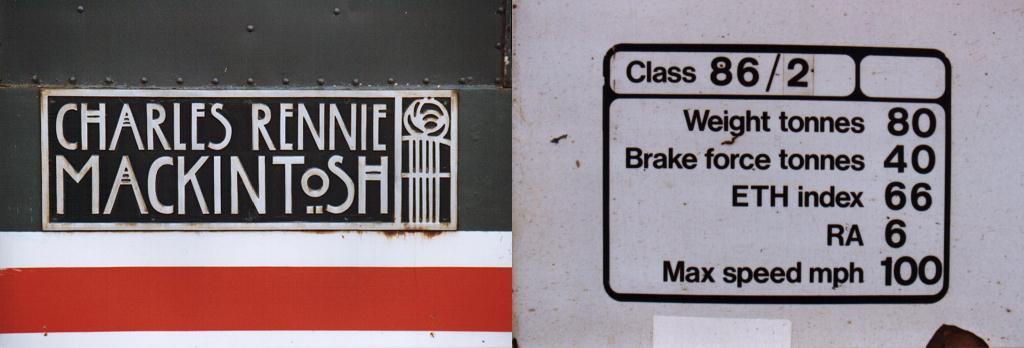 CHARLES RENNIE
MACKINTOSH
Class 86/2
Weight tonnes 80
Brake force tonnes 40
ETH index 66
RA 6
Max speed mph 100